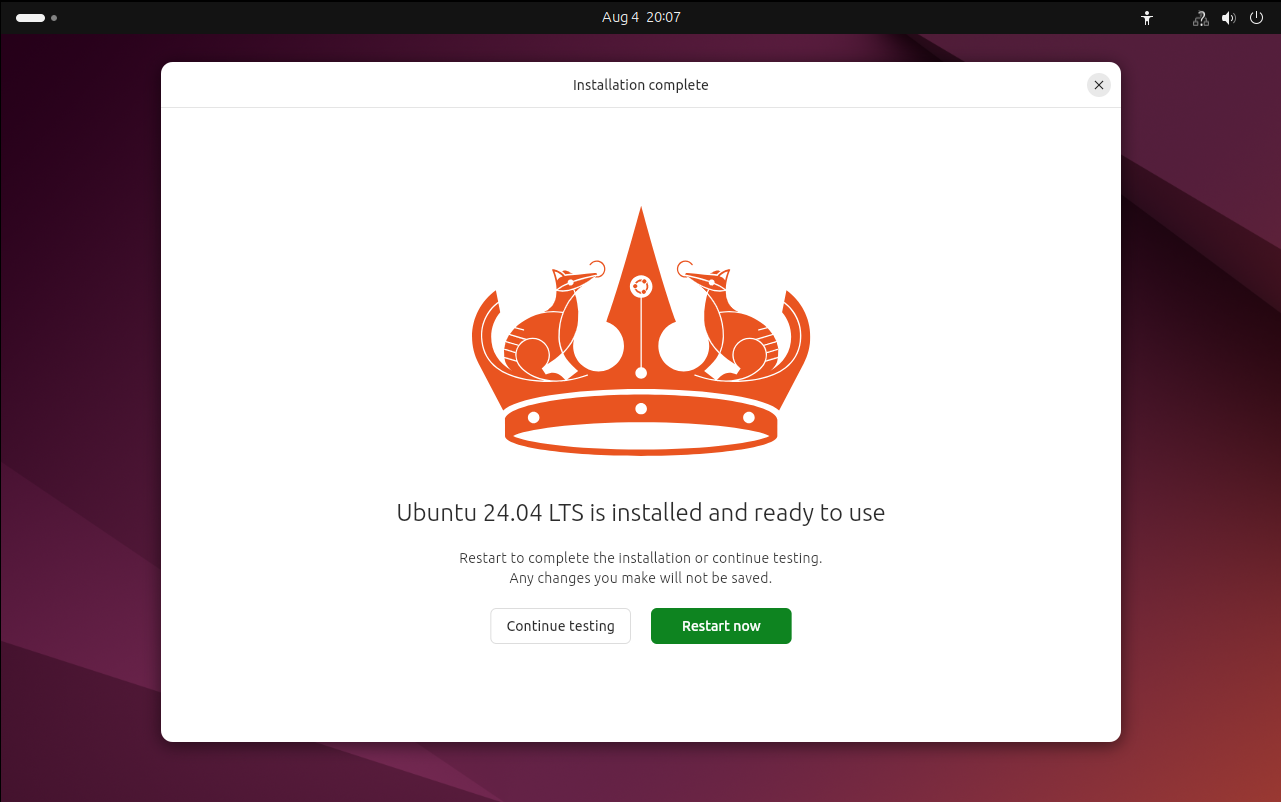 Aug 4 20:07
Installation complete
Ubuntu 24.04 LTS is installed and ready to use
Restart to complete the installation or continue testing.
Any changes you make will not be saved.
Continue testing
Restart now